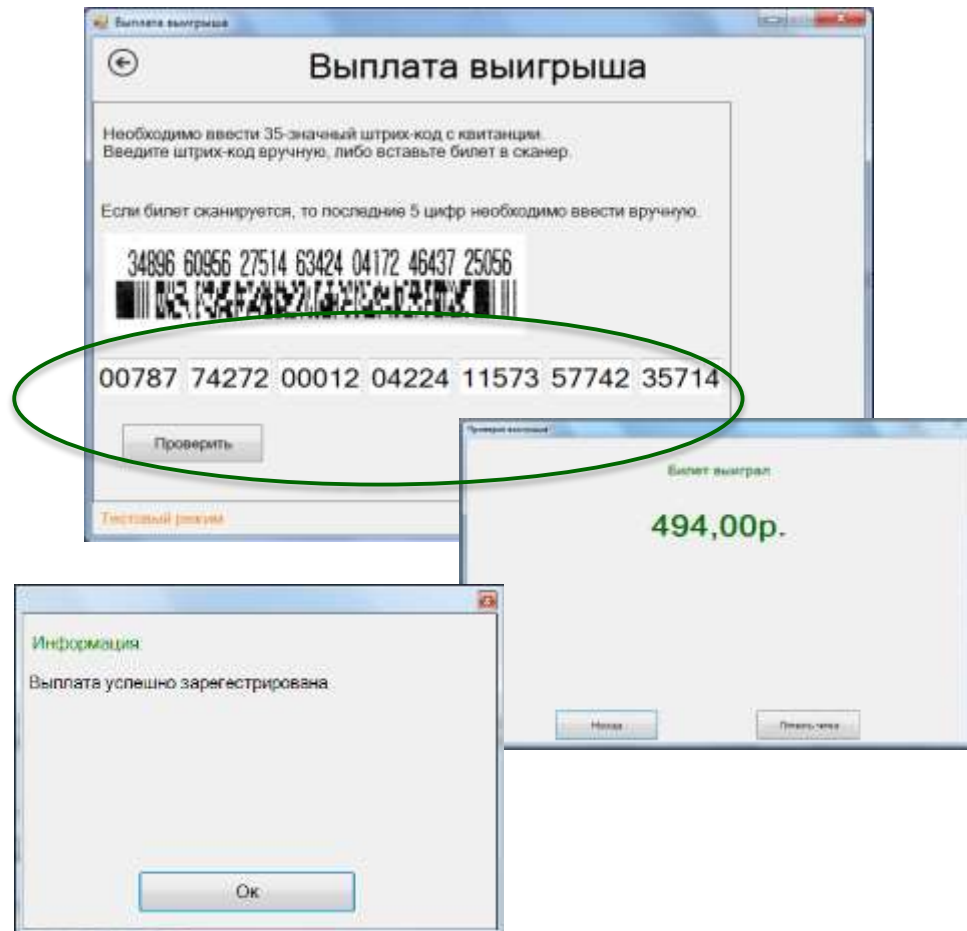 Выплата выигрыша
Выплата выигрыша
Необходимо ввести 35-значный штрих-код с квитанции.
Введите штрих-код вручную, либо вставьте билет в сканер.
Если билет сканируется, то последние 5 цифр необходимо ввести вручную.
34896 60956 27514 63424 04172 46437 25056
00787 74272 00012 04224 11573 57742 35714
Проверить
Тестовый режим
Проверка выигрыша
Билет выиграл
494,00р.
Назад
Печать чека
Информация
Выплата успешно зарегестрирована
Ок